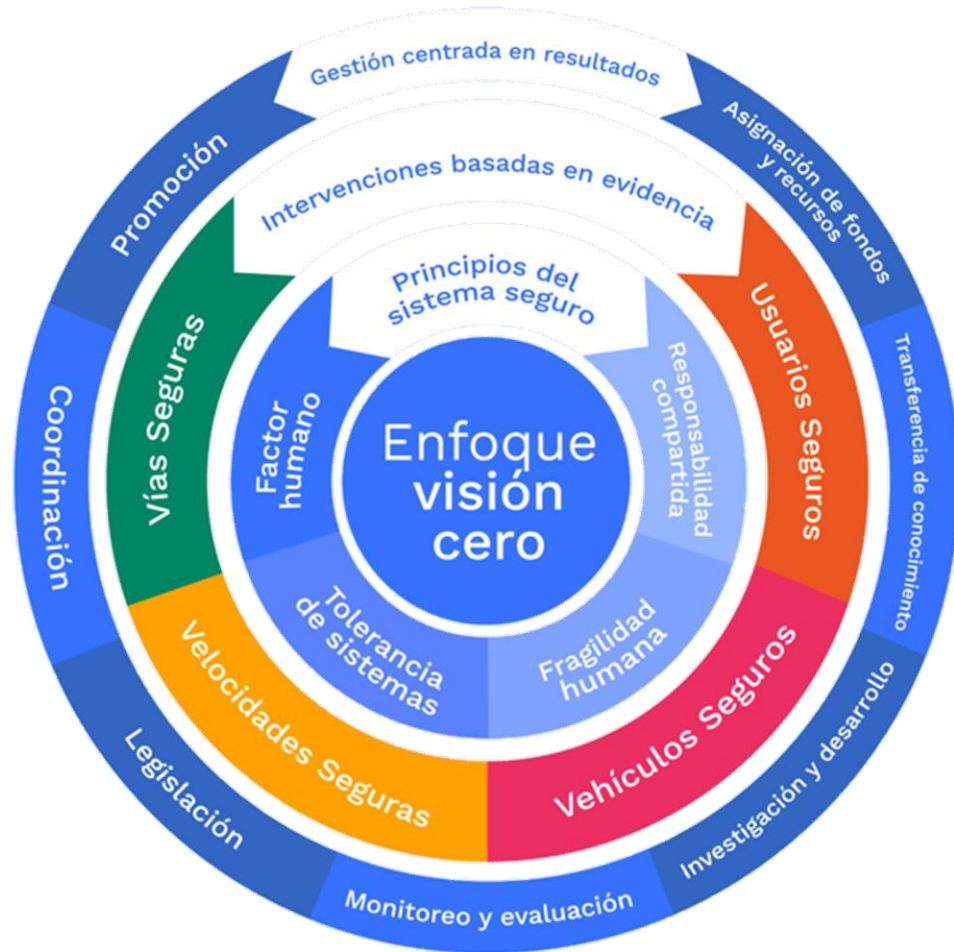 Gestión centrada en resultados
Asignación de fondos
y recursos
Transferencia de conocimiento
Investigación y desarrollo
Monitoreo y evaluación
Legislación
Coordinación
Promoción
Intervenciones basadas en evidencia
Usuarios Seguros
Vehículos Seguros
Velocidades Seguras
Vías Seguras
Principios del
sistema seguro
Responsabilidad
compartida
Fragilidad
humana
Tolerancia
de sistemas
Factor
humano
Enfoque
visión
cero